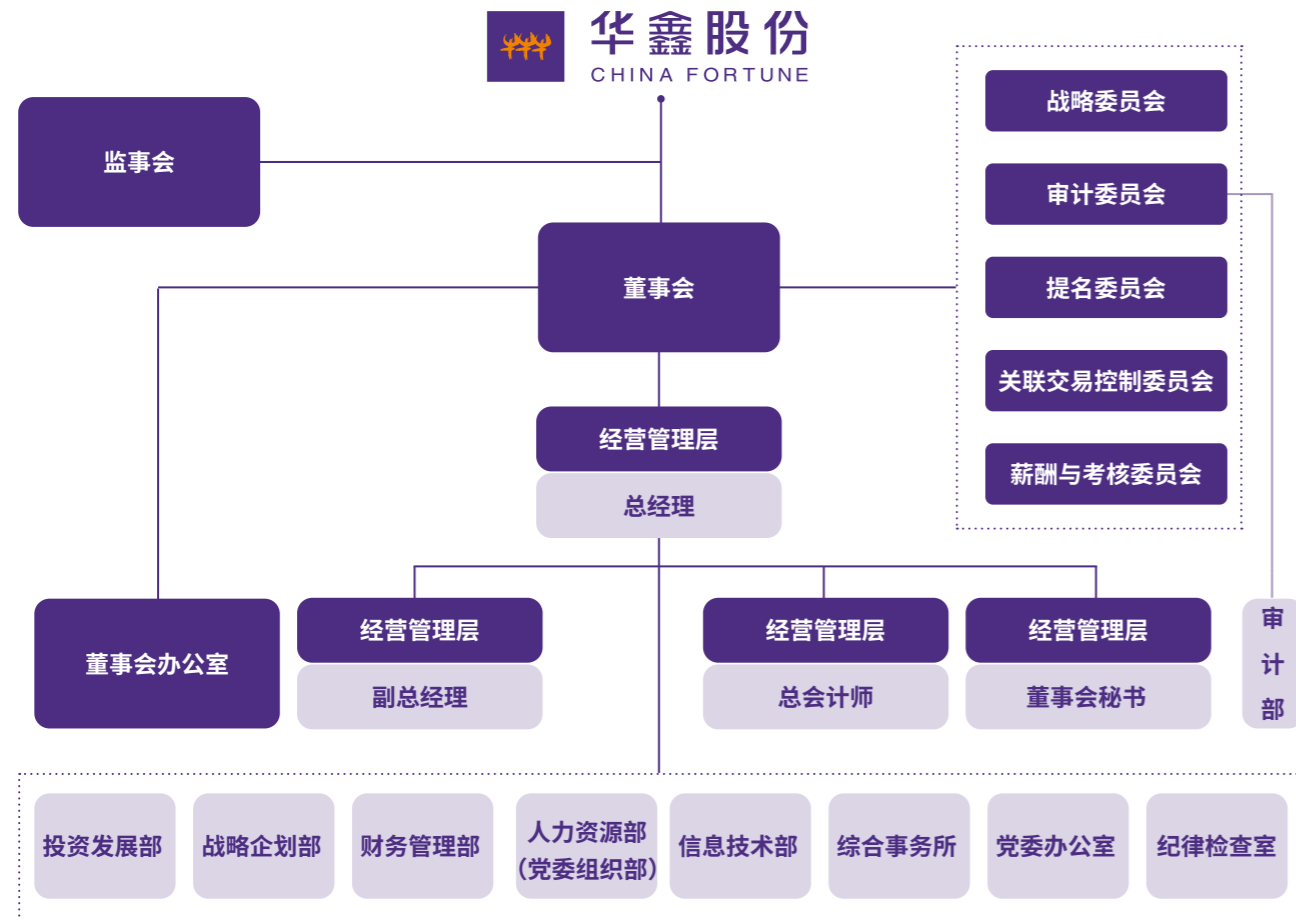 华鑫股份
CHINA FORTUNE
监事会
董事会
战略委员会
审计委员会
提名委员会
关联交易控制委员会
薪酬与考核委员会
经营管理层
总经理
董事会办公室
经营管理层
副总经理
经营管理层
总会计师
经营管理层
董事会秘书
审
计
部
投资发展部
战略企划部
财务管理部
人力资源部
(党委组织部)
信息技术部
综合事务所
党委办公室
纪律检查室